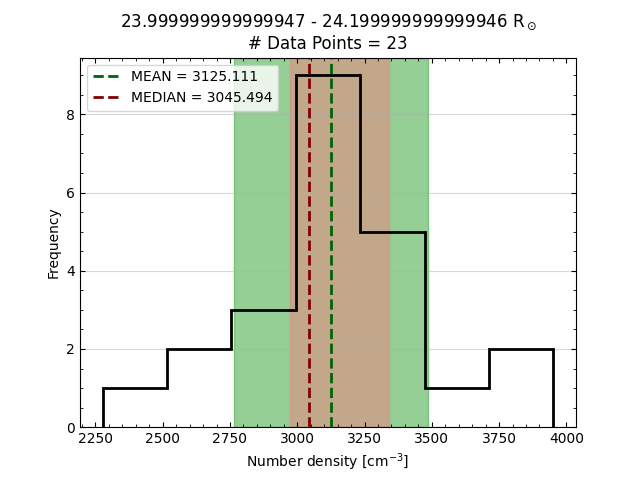 23.999999999999947 - 24.199999999999946 R⊙
# Data Points = 23
MEAN = 3125.111
MEDIAN = 3045.494
Frequency
8
6
4
2
0
2250 2500 2750 3000 3250 3500 3750 4000
Number density [cm⁻³]